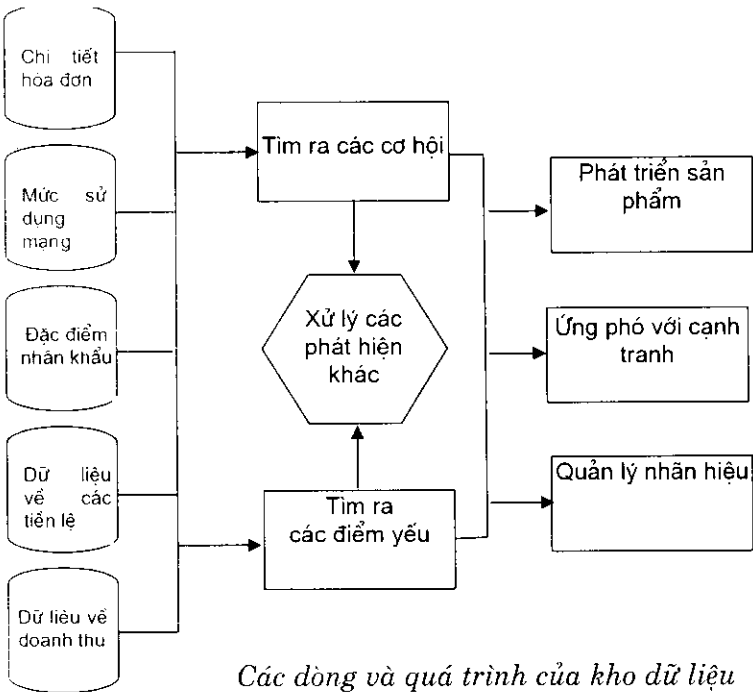 Chi tiết
hóa đơn
Mức sử
dụng
mạng
Đặc điểm
nhân khẩu
Dữ liệu
về các
tiền lệ
Dữ liệu về
doanh thu
Tìm ra các cơ hội
Xử lý các
phát hiện
khác
Tìm ra
các điểm yếu
Phát triển sản
phẩm
Ứng phó với cạnh
tranh
Quản lý nhãn hiệu
Các dòng và quá trình của kho dữ liệu